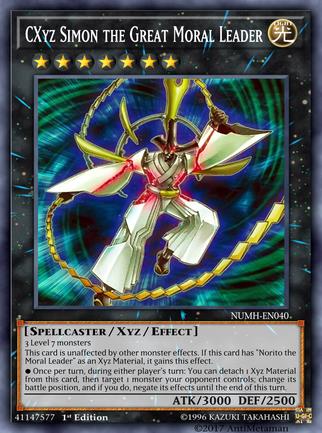 CXyz Simon the Great Moral Leader
LIGHT
光
NUMH-EN040
[Spellcaster / Xyz / Effect]
3 Level 7 monsters
This card is unaffected by other monster effects. If this card has "Norito the
Moral Leader" as an Xyz Material, it gains this effect.
● Once per turn, during either player's turn: You can detach 1 Xyz Material
from this card, then target 1 monster your opponent controls; change its
battle position, and if you do, negate its effects until the end of this turn.
ATK/3000 DEF/2500
41147577 1st Edition ©1996 KAZUKI TAKAHASHI
©2017 AntiMetaman